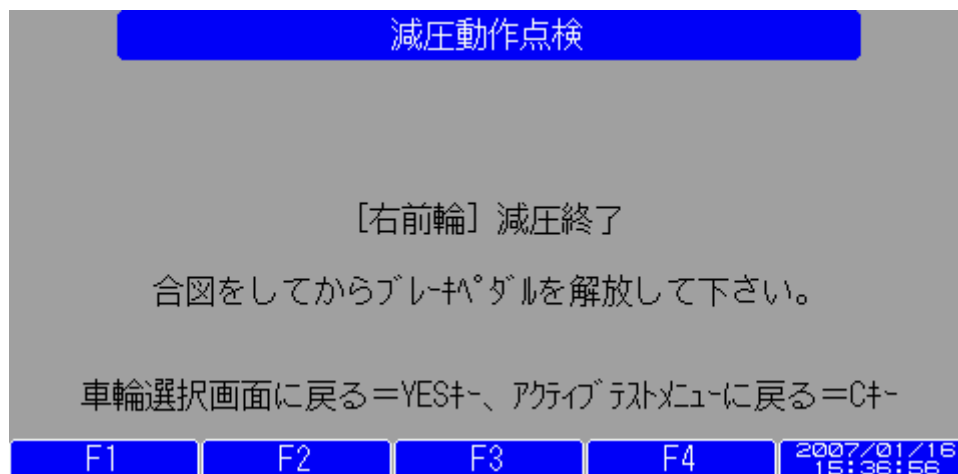 減圧動作点検
[右前輪] 減圧終了
合図をしてからブレーキペダルを解放して下さい。
車輪選択画面に戻る=YESキー、アクティブテストメニューに戻る=Cキー
F1 F2 F3 F4 2007/01/16
15:36:56